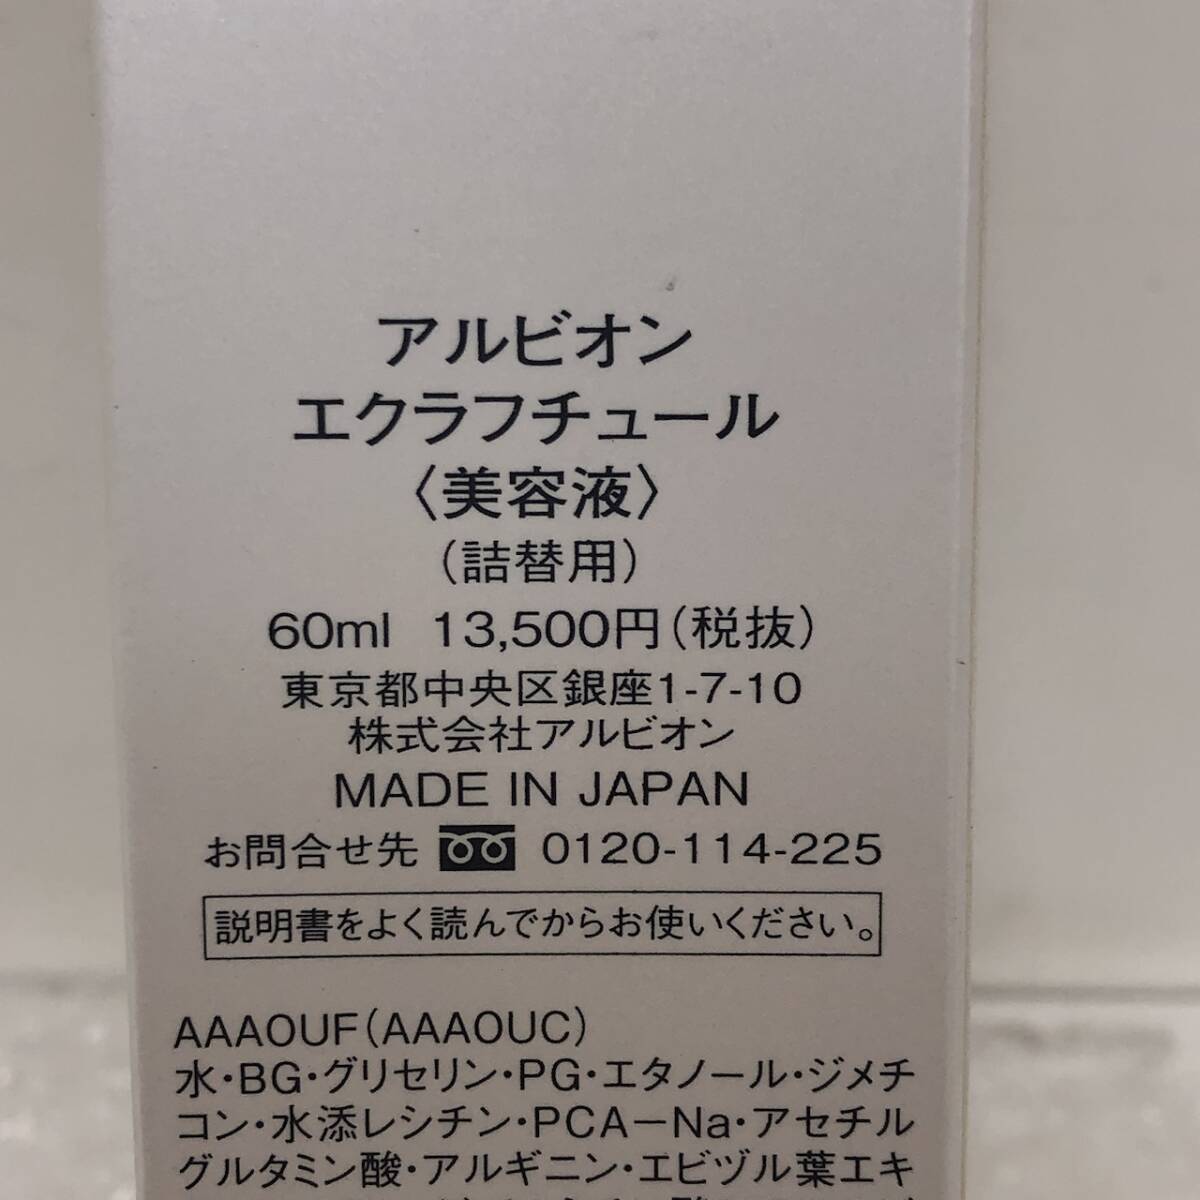 アルビオン
エクラフチュール
〈美容液〉
(詰替用)
60ml 13,500円(税抜)
東京都中央区銀座1-7-10
株式会社アルビオン
MADE IN JAPAN
お問合せ先 0120-114-225
説明書をよく読んでからお使いください。
AAAOUF(AAAOUC)
水・BG・グリセリン・PG・エタノール・ジメチ
コン・水添レシチン・PCA－Na・アセチル
グルタミン酸・アルギニン・エビヅル葉エキ